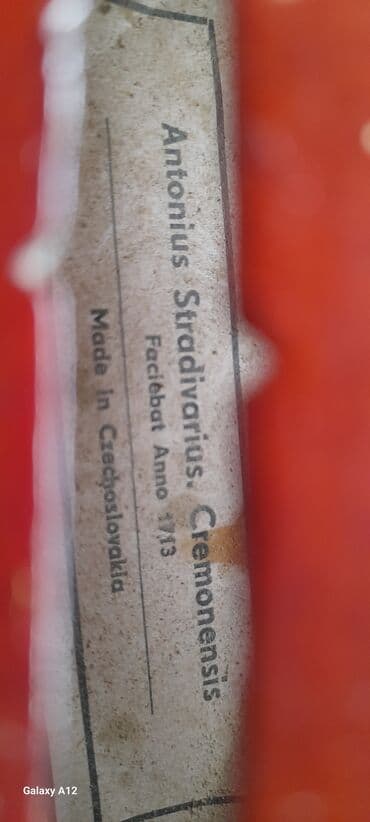 Antonius Stradivarius. Cremonensis
Faciebat Anno 1713
Made in Czechoslovakia
Galaxy A12